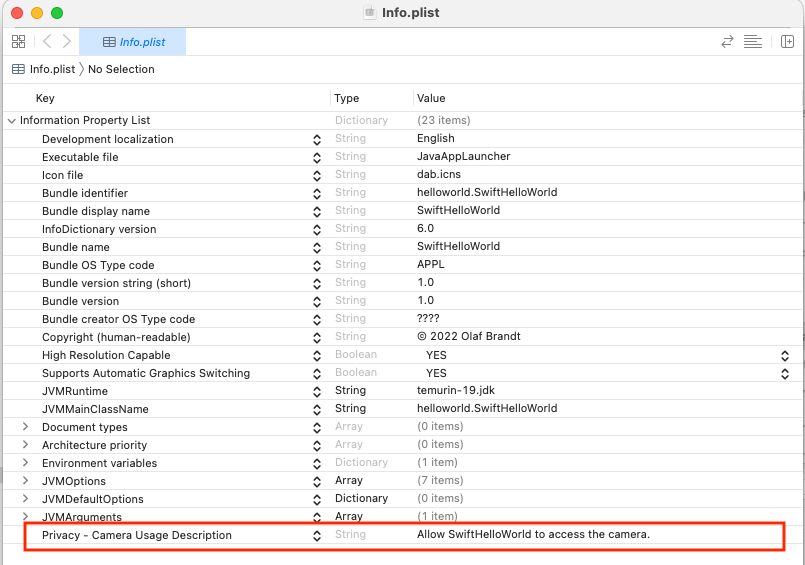 Info.plist
Info.plist
Info.plist No Selection
Key Type Value
Information Property List Dictionary (23 items)
Development localization String English
Executable file String JavaAppLauncher
Icon file String dab.icns
Bundle identifier String helloworld.SwiftHelloWorld
Bundle display name String SwiftHelloWorld
InfoDictionary version String 6.0
Bundle name String SwiftHelloWorld
Bundle OS Type code String APPL
Bundle version string (short) String 1.0
Bundle version String 1.0
Bundle creator OS Type code String ????
Copyright (human-readable) String © 2022 Olaf Brandt
High Resolution Capable Boolean YES
Supports Automatic Graphics Switching Boolean YES
JVMRuntime String temurin-19.jdk
JVMMainClassName String helloworld.SwiftHelloWorld
Document types Array (0 items)
Architecture priority Array (0 items)
Environment variables Dictionary (1 item)
JVMOptions Array (7 items)
JVMDefaultOptions Dictionary (0 items)
JVMArguments Array (1 item)
Privacy - Camera Usage Description String Allow SwiftHelloWorld to access the camera.